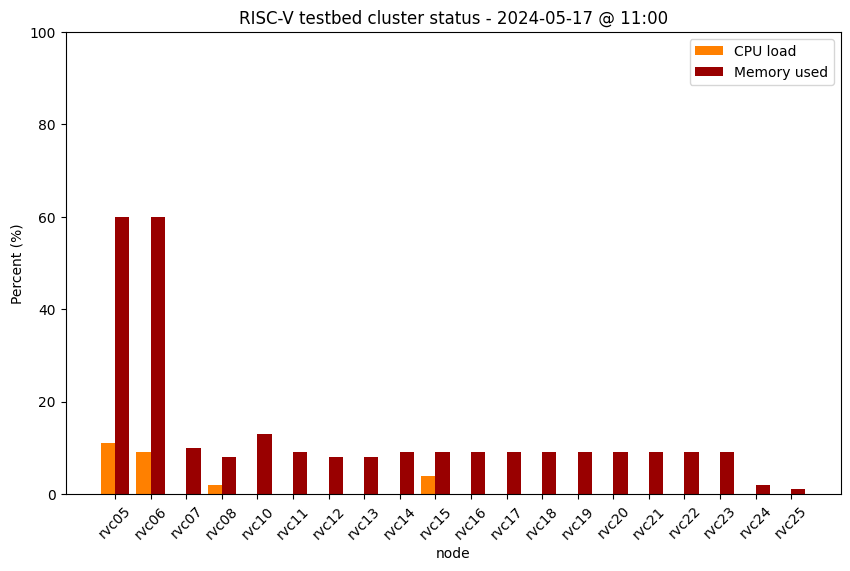 RISC-V testbed cluster status - 2024-05-17 @ 11:00
CPU load
Memory used
Percent (%)
100
80
60
40
20
0
rvc05 rvc06 rvc07 rvc08 rvc10 rvc11 rvc12 rvc13 rvc14 rvc15 rvc16 rvc17 rvc18 rvc19 rvc20 rvc21 rvc22 rvc23 rvc24 rvc25
node